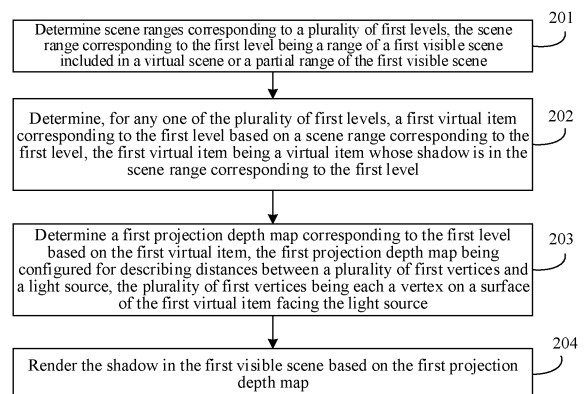 Determine scene ranges corresponding to a plurality of first levels, the scene
range corresponding to the first level being a range of a first visible scene
included in a virtual scene or a partial range of the first visible scene
201
Determine, for any one of the plurality of first levels, a first virtual item
corresponding to the first level based on a scene range corresponding to the
first level, the first virtual item being a virtual item whose shadow is in the
scene range corresponding to the first level
202
Determine a first projection depth map corresponding to the first level
based on the first virtual item, the first projection depth map being
configured for describing distances between a plurality of first vertices and
a light source, the plurality of first vertices being each a vertex on a surface
of the first virtual item facing the light source
203
Render the shadow in the first visible scene based on the first projection
depth map
204